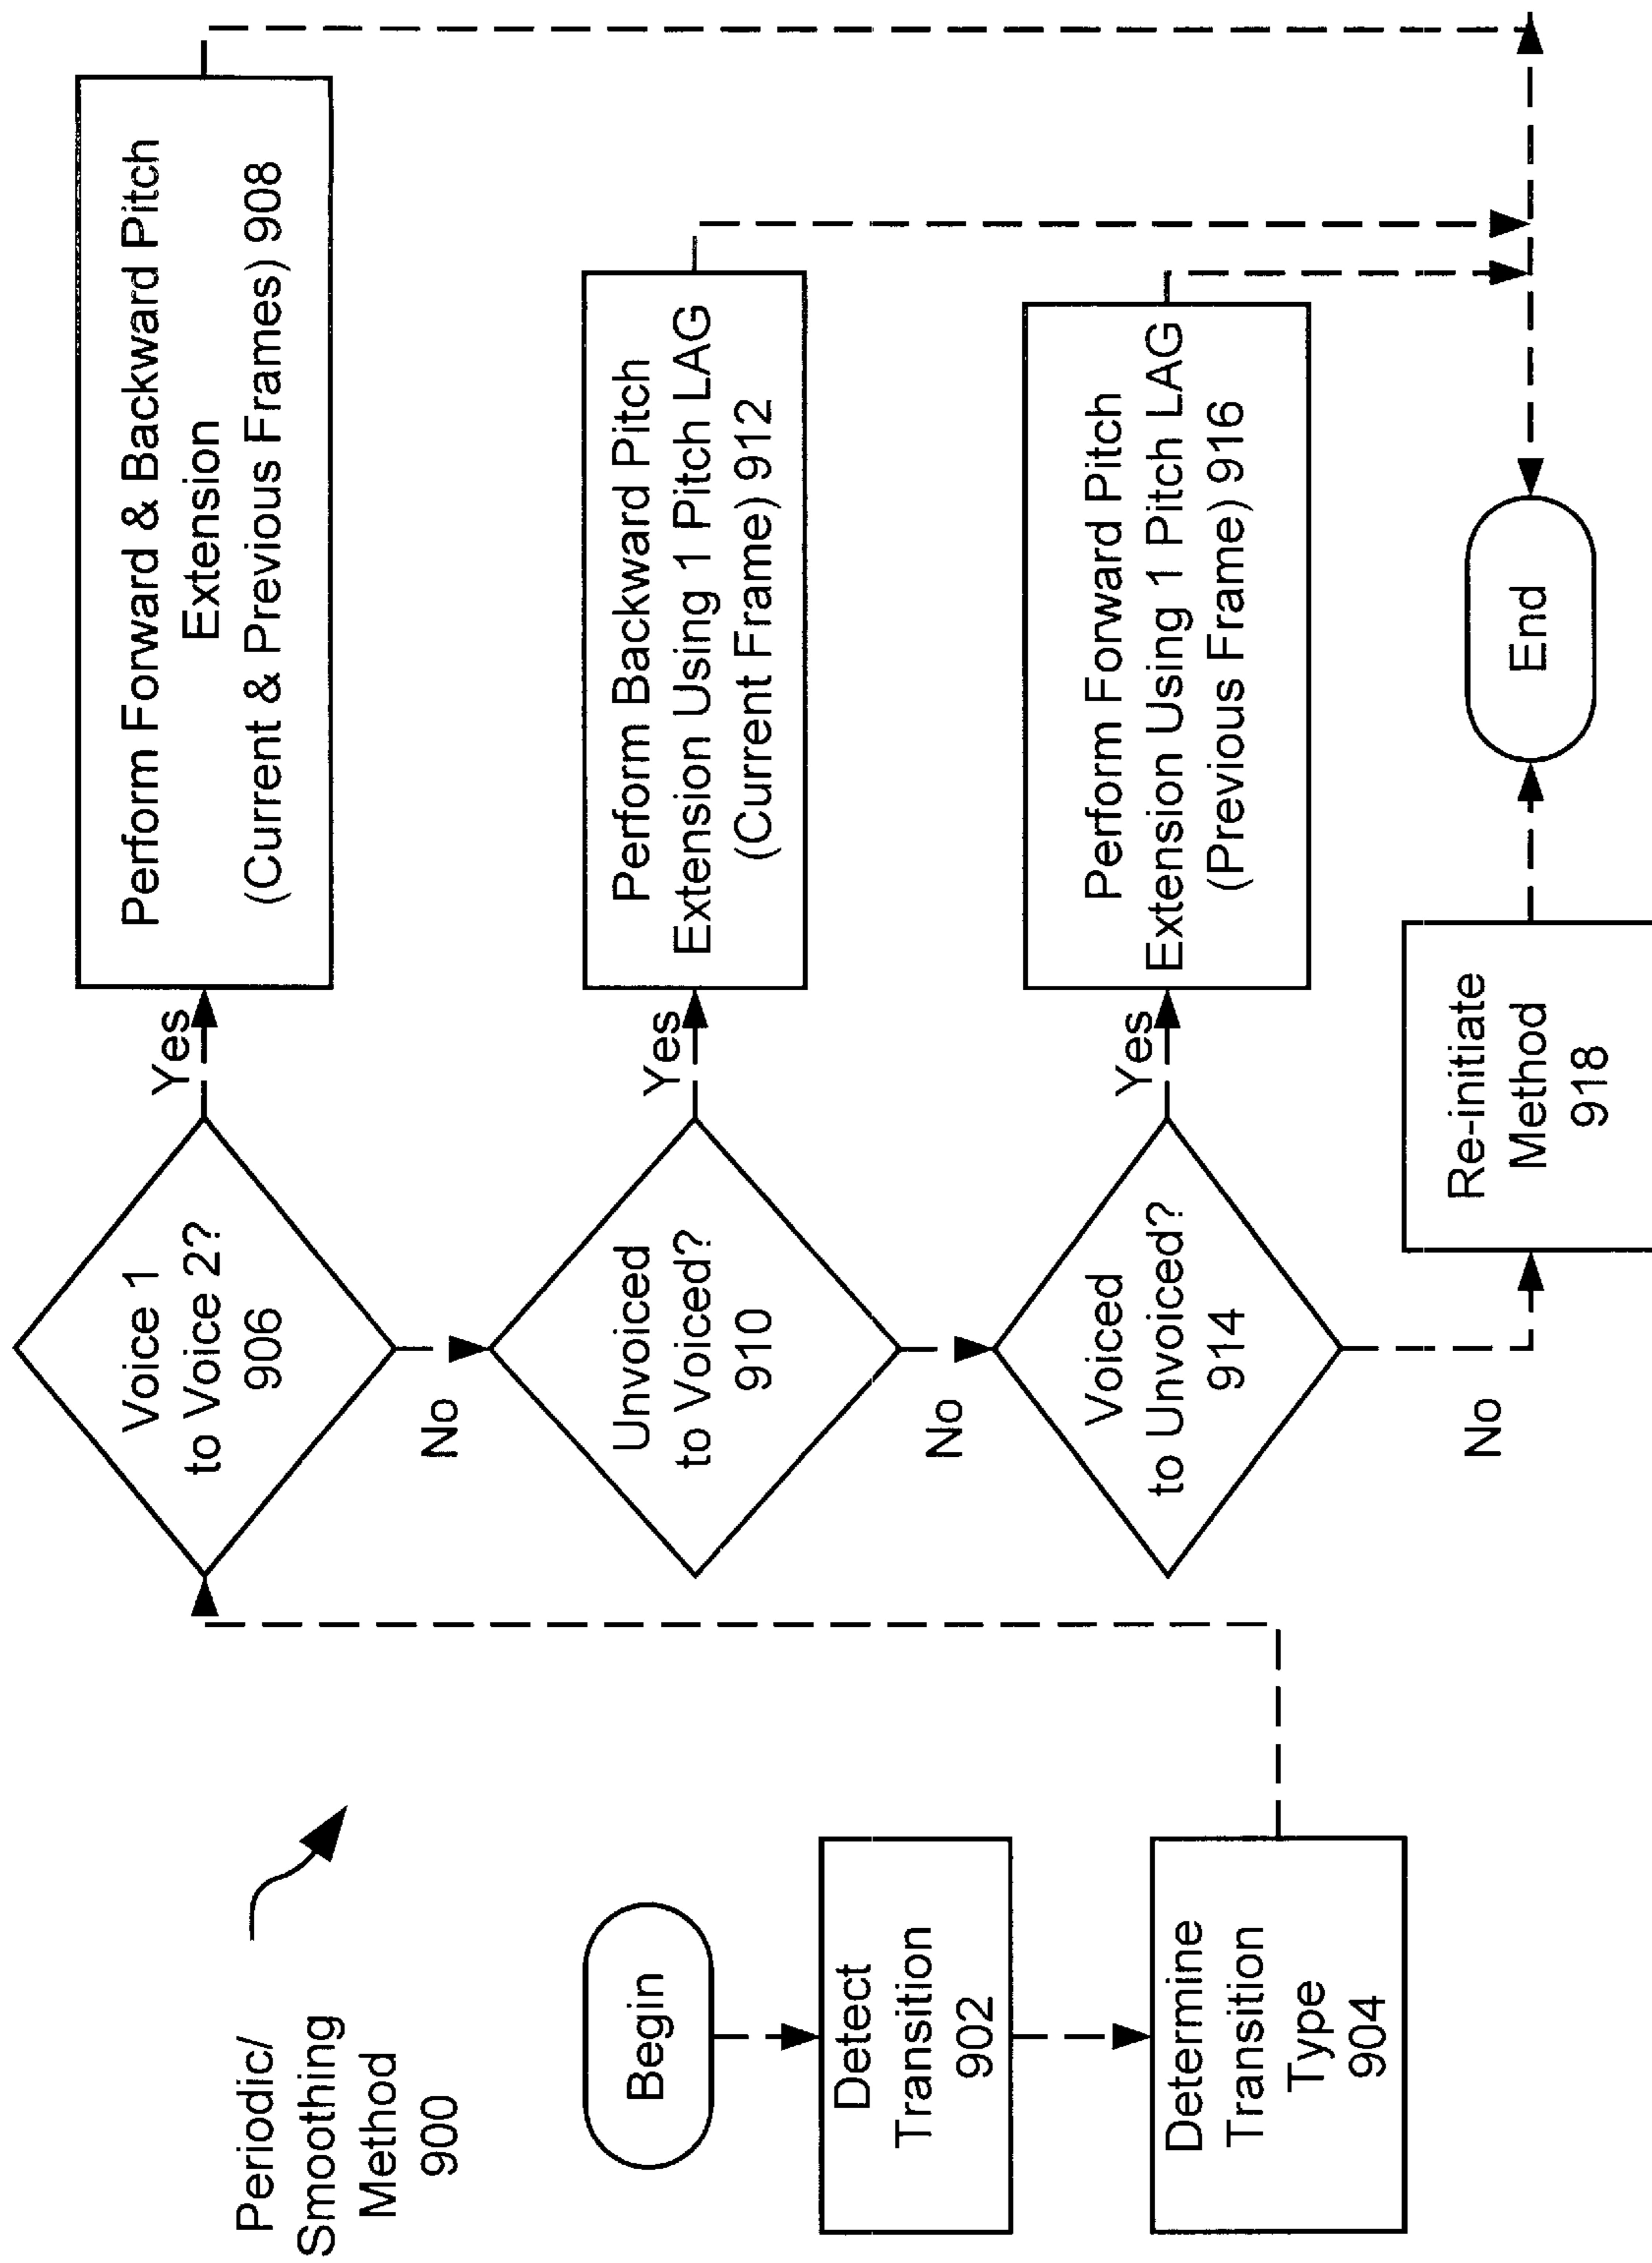 Periodic/
Smoothing
Method
900
Begin
Detect
Transition
902
Determine
Transition
Type
904
Voice 1
to Voice 2?
906
Yes
Perform Forward & Backward Pitch
Extension
(Current & Previous Frames) 908
No
Unvoiced
to Voiced?
910
Yes
Perform Backward Pitch
Extension Using 1 Pitch LAG
(Current Frame) 912
No
Voiced
to Unvoiced?
914
Yes
Perform Forward Pitch
Extension Using 1 Pitch LAG
(Previous Frame) 916
No
Re-initiate
Method
918
End